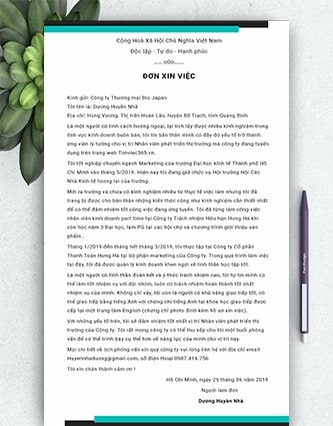 Cộng Hoà Xã Hội Chủ Nghĩa Việt Nam
Độc lập - Tự do - Hạnh phúc
......o0o......
ĐƠN XIN VIỆC
Kính gửi: Công ty Thương mại Bio Japan
Tôi tên là: Dương Huyền Nhã
Địa chỉ: Hùng Vương, Thị trấn Hoàn Lão, huyện Bố Trạch, tỉnh Quảng Bình
Là một người có tính cách hướng ngoại, lại tích lũy được nhiều kinh nghiệm trong
lĩnh vực kinh doanh buôn bán, tôi tin bản thân mình có đầy đủ yếu tố trở thành
ứng viên lý tưởng cho vị trí Nhân viên phát triển thị trường mà công ty đang tuyển
dụng trên trang web Timviec365.vn.
Tôi tốt nghiệp chuyên ngành Marketing của trường Đại học kinh tế Thành phố Hồ
Chí Minh vào tháng 5/2019. Hiện nay tôi đang giữ chức vụ Hội trưởng Hội Các
Nhà Kinh tế tương lai của trường.
Mới ra trường và chưa có kinh nghiệm nhiều từ thực tế việc làm nhưng tôi đã
trang bị được cho bản thân những kiến thức cũng như kinh nghiệm cần thiết nhất
để có thể đảm nhiệm tốt công việc đang ứng tuyển. Tôi đã từng làm công việc
nhân viên kinh doanh part time tại Công ty Trách nhiệm Hữu hạn Hưng Hà khi
còn học năm 3 Đại học, làm PG tại các hội chợ và chương trình giới thiệu sản
phẩm .
Tháng 1/2019 đến tháng hết tháng 3/2019, tôi thực tập tại Công ty Cổ phần
Thanh Toán Hưng Hà tại bộ phận marketing của Công ty. Trong quá trình làm việc
tại đây, tôi đã được quản lý kinh doanh khen ngợi về tinh thần học tập tốt.
Là một người có tinh thần đoàn kết và ý thức trách nhiệm cao, tôi tự tin mình có
thể làm tốt nhiệm vụ với đội nhóm, luôn có trách nhiệm hoàn thành tốt nhất
nhiệm vụ của mình. Không chỉ vậy, tôi còn là người có khả năng giao tiếp tốt, có
thể giao tiếp bằng tiếng Anh với chứng chỉ tiếng Anh tại khóa học giao tiếp được
cấp tại một trung tâm English (chứng chỉ photo đính kèm hồ sơ xin việc).
Với những yếu tố trên, tôi sẽ đảm nhiệm tốt nhất vị trí Nhân viên phát triển thị
trường của Công ty. Tôi rất mong công ty có thể thu xếp cho tôi một buổi phỏng
vấn để có thể trình bày cụ thể hơn về năng lực của mình cho vị trí này.
Mọi chi tiết về lịch phỏng vấn xin quý công ty vui lòng liên hệ với địa chỉ email
Huyennhaduong@gmail.com, số điện thoại 0987.414.756
Tôi xin chân thành cảm ơn !
Hồ Chí Minh, ngày 25 tháng 06 năm 2019
Người làm đơn
Dương Huyền Nhã